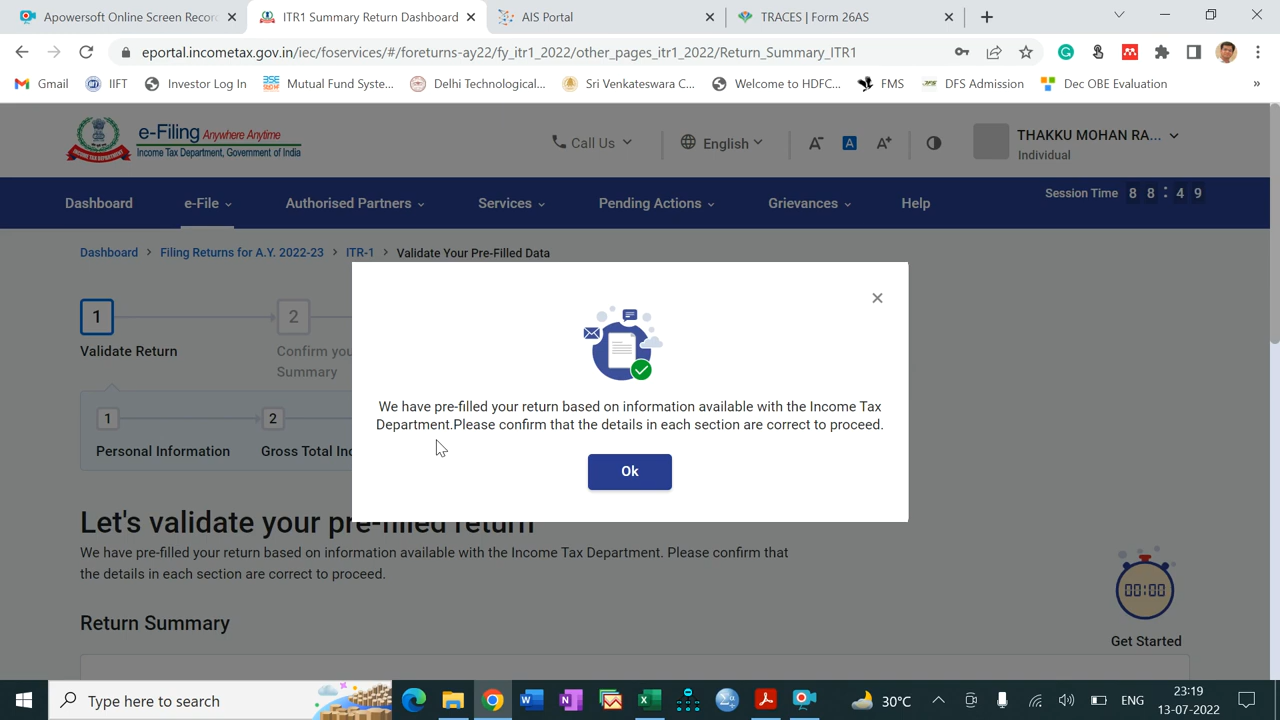 Apowersoft Online Screen Recor
ITR1 Summary Return Dashboard
AIS Portal
TRACES | Form 26AS
eportal.incometax.gov.in/iec/foservices/#/foreturns-ay22/fy_itr1_2022/other_pages_itr1_2022/Return_Summary_ITR1
Gmail
IIFT
Investor Log In
Mutual Fund Syste...
Delhi Technological...
Sri Venkateswara C...
Welcome to HDFC...
FMS
DFS Admission
Dec OBE Evaluation
»
e-Filing Anywhere Anytime
Income Tax Department, Government of India
Call Us
English
A-
A
A+
THAKKU MOHAN RA...
Individual
Dashboard
e-File
Authorised Partners
Services
Pending Actions
Grievances
Help
Session Time 8 8 : 4 9
Dashboard > Filing Returns for A.Y. 2022-23 > ITR-1 > Validate Your Pre-Filled Data
1
2
Validate Return
Confirm you
Summary
1
2
Personal Information
Gross Total Inc
We have pre-filled your return based on information available with the Income Tax
Department.Please confirm that the details in each section are correct to proceed.
Ok
Let's validate your pre-filled return
We have pre-filled your return based on information available with the Income Tax Department. Please confirm that
the details in each section are correct to proceed.
00:00
Get Started
Return Summary
Type here to search
30°C
ENG
23:19
13-07-2022